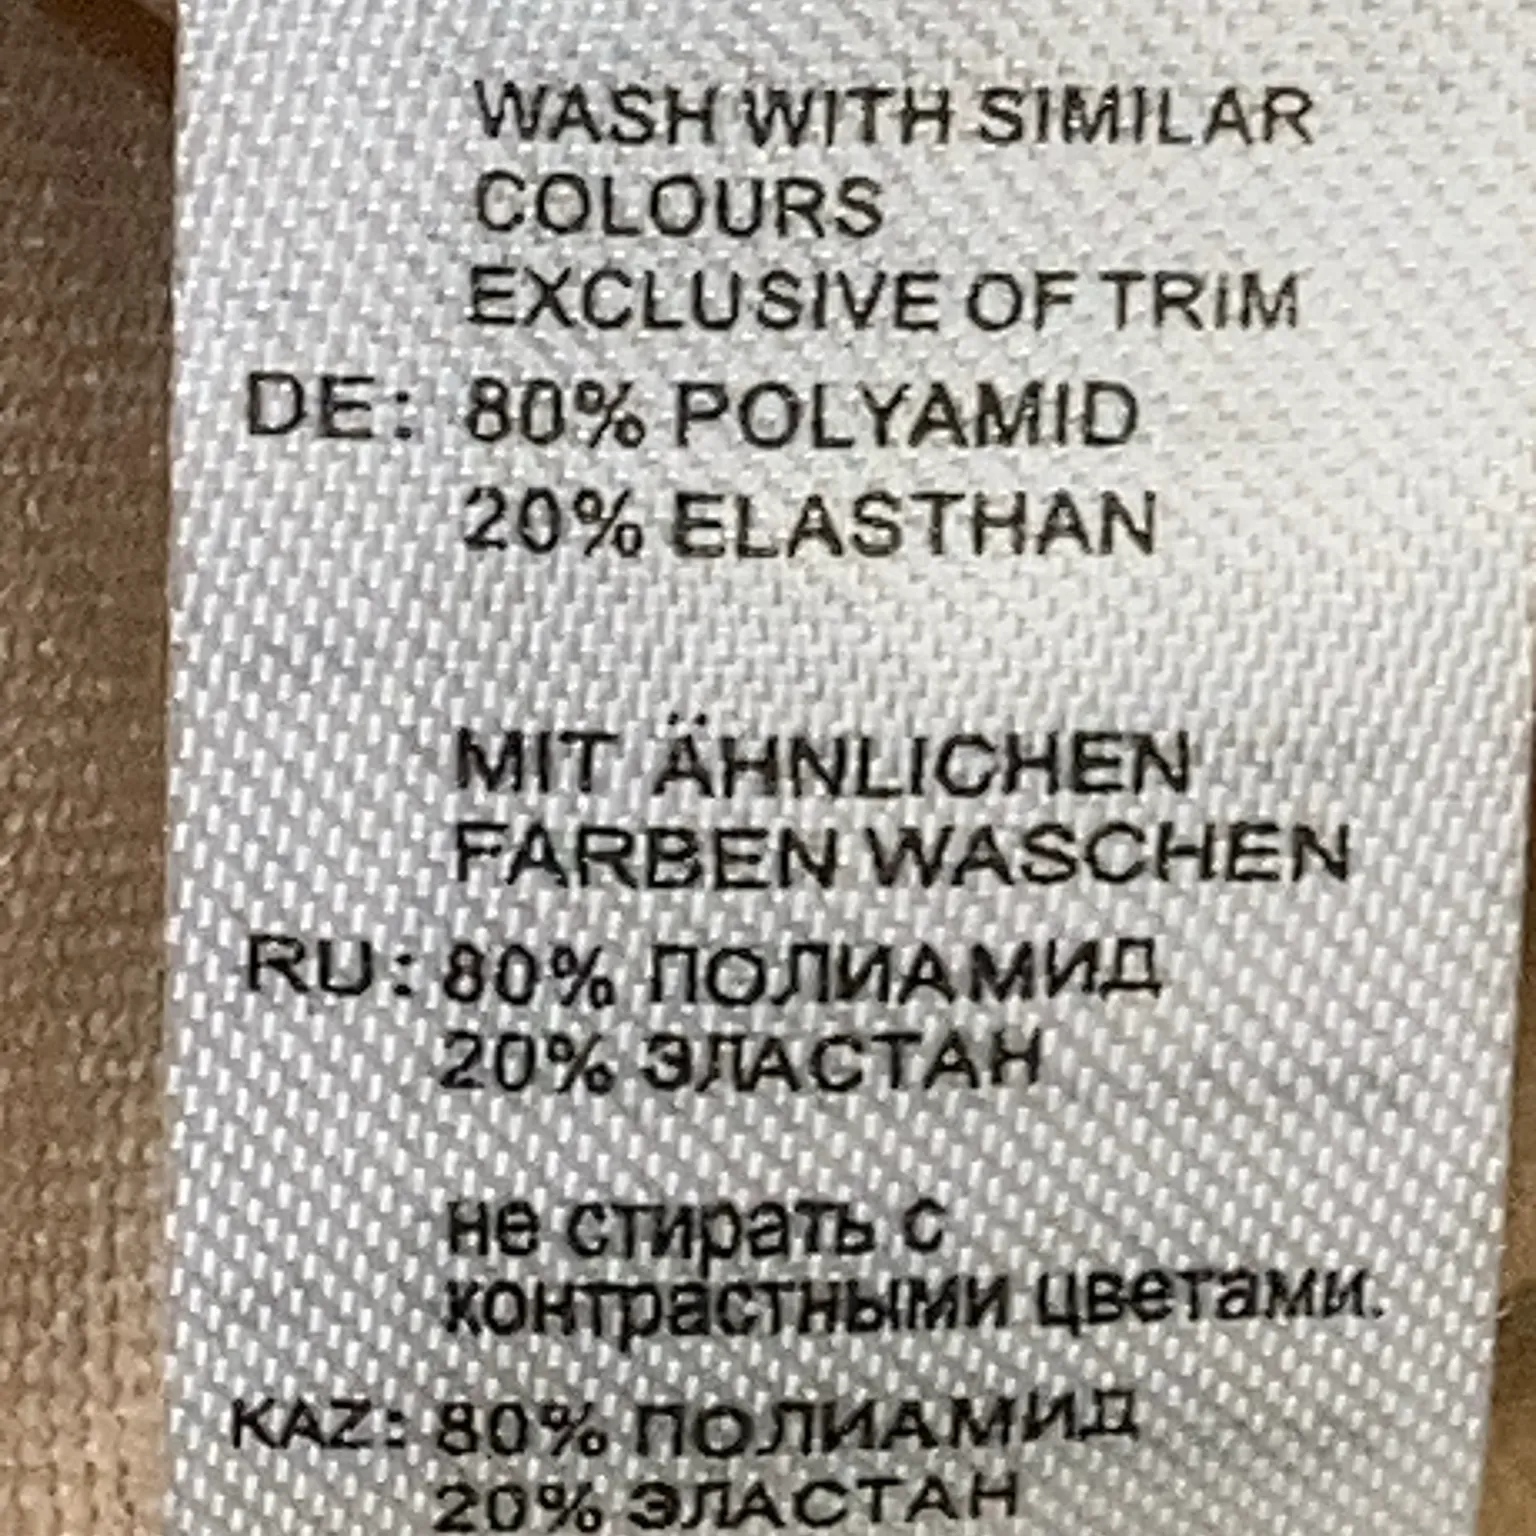 WASH WITH SIMILAR
COLOURS
EXCLUSIVE OF TRIM
DE: 80% POLYAMID
20% ELASTHAN
MIT ÄHNLICHEN
FARBEN WASCHEN
RU: 80% ПОЛИАМИД
20% ЭЛАСТАН
не стирать с
контрастными цветами.
KAZ: 80% ПОЛИАМИД
20% ЭЛАСТАН